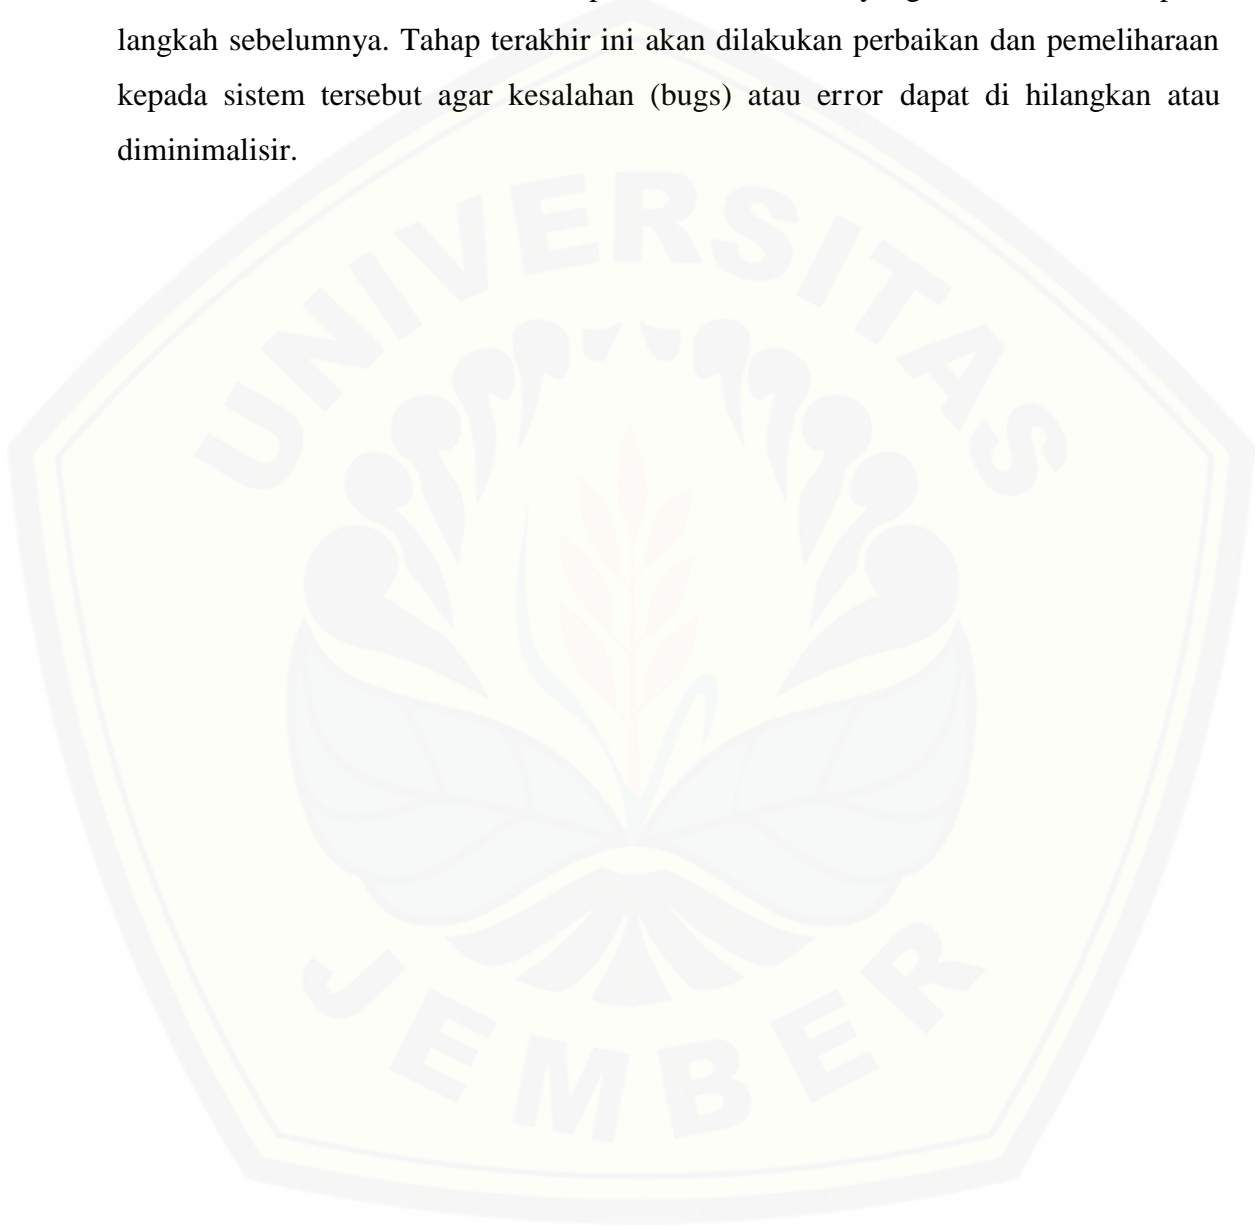 langkah sebelumnya. Tahap terakhir ini akan dilakukan perbaikan dan pemeliharaan
kepada sistem tersebut agar kesalahan (bugs) atau error dapat di hilangkan atau
diminimalisir.
UNIVERSITAS
JEMBER